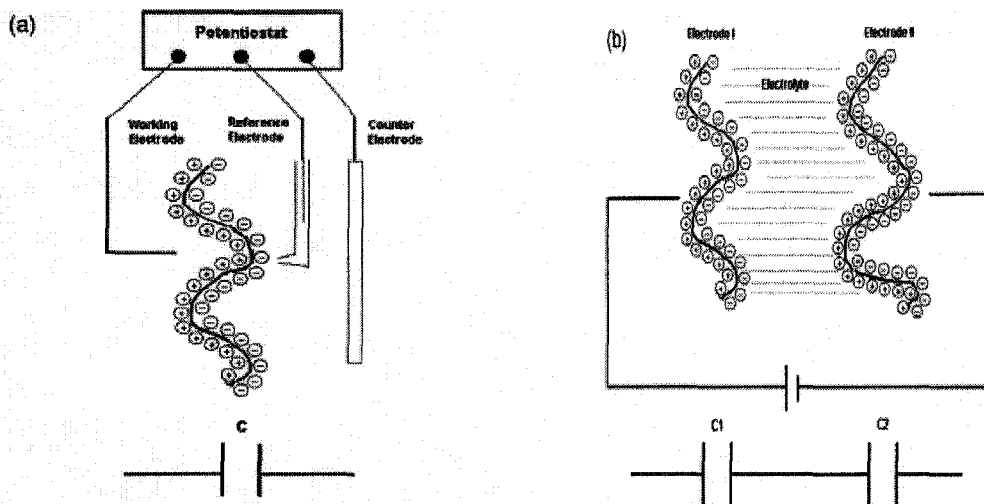 (a)
Potentiostat
Working
Electrode
Reference
Electrode
Counter
Electrode
C
(b)
Electrode I
Electrode II
Electrolyte
C1
C2